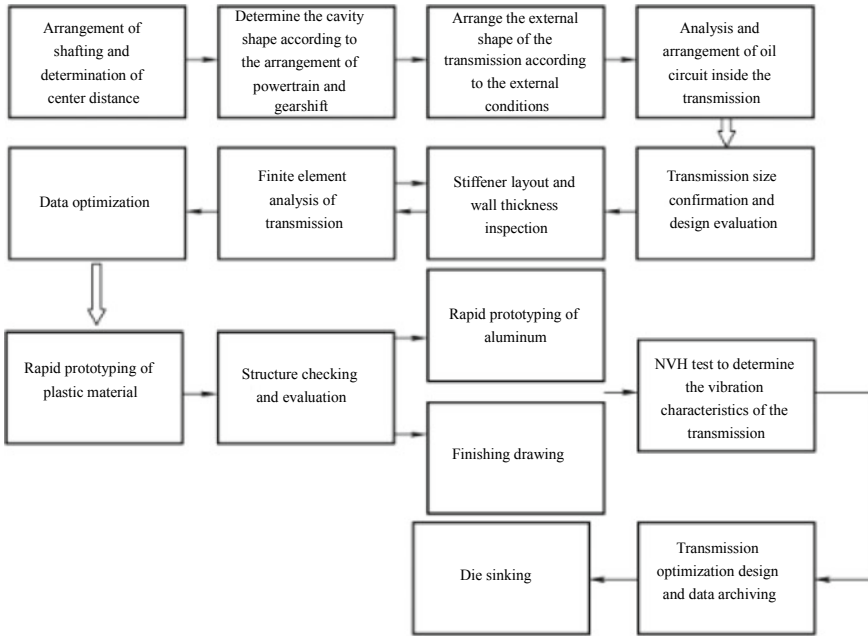 Arrangement of
shafting and
determination of
center distance
Determine the cavity
shape according to
the arrangement of
powertrain and
gearshift
Arrange the external
shape of the
transmission according
to the external
conditions
Analysis and
arrangement of oil
circuit inside the
transmission
Data optimization
Finite element
analysis of
transmission
Stiffener layout and
wall thickness
inspection
Transmission size
confirmation and
design evaluation
Rapid prototyping of
plastic material
Structure checking
and evaluation
Rapid prototyping of
aluminum
Finishing drawing
NVH test to determine
the vibration
characteristics of the
transmission
Die sinking
Transmission
optimization design
and data archiving